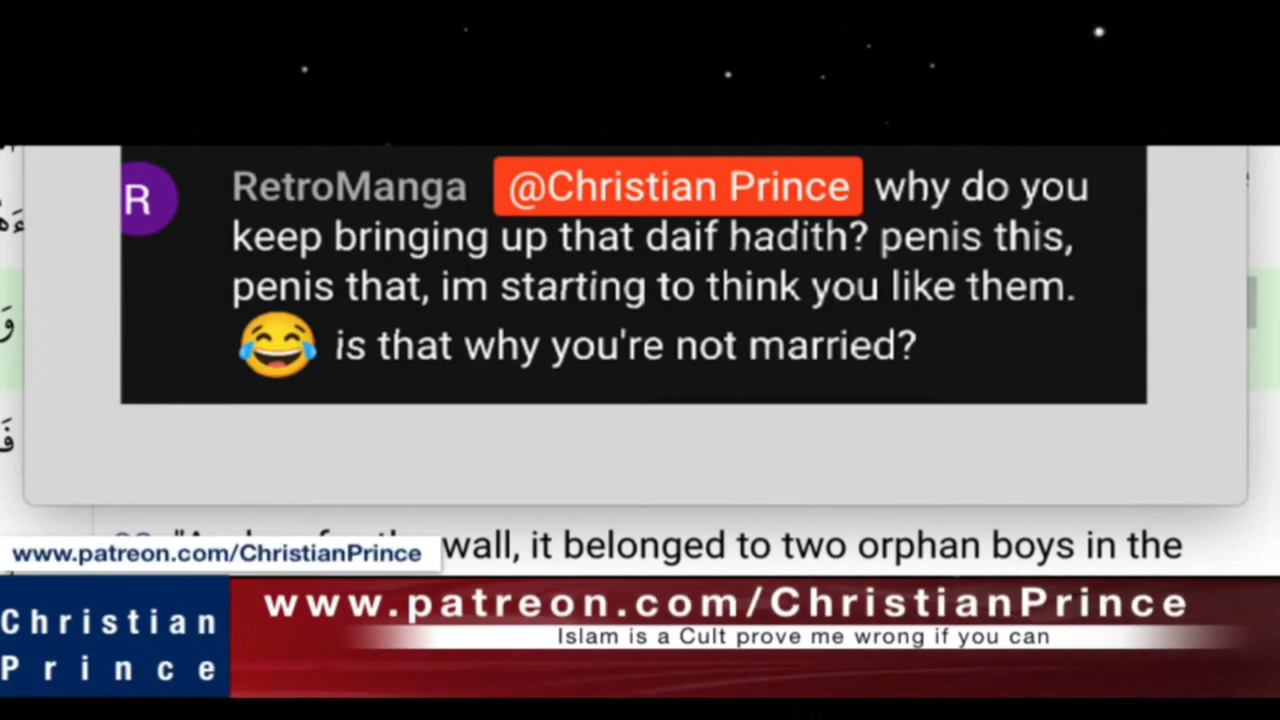 R
RetroManga @Christian Prince why do you
keep bringing up that daif hadith? penis this,
penis that, im starting to think you like them.
😂 is that why you're not married?
wall, it belonged to two orphan boys in the
www.patreon.com/ChristianPrince
www.patreon.com/ChristianPrince
Islam is a Cult prove me wrong if you can
Christian
Prince